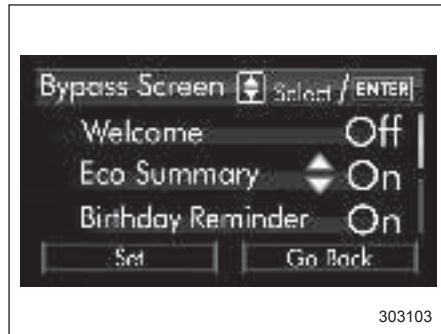 Bypass Screen Select / ENTER
Welcome Off
Eco Summary On
Birthday Reminder On
Set Go Back
303103